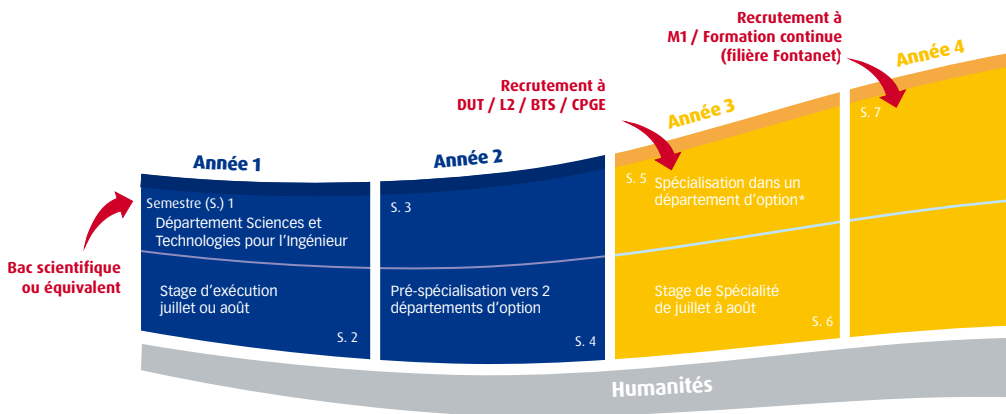 Recrutement à
M1 / Formation continue
(filière Fontanet)
Année 4
Recrutement à
DUT / L2 / BTS / CPGE
Année 3
Année 2
Année 1
Bac scientifique
ou équivalent
Semestre (S.) 1
Département Sciences et
Technologies pour l'Ingénieur
Stage d'exécution
juillet ou août
S. 2
S. 3
Pré-spécialisation vers 2
départements d'option
S. 4
S. 5
Spécialisation dans un
département d'option*
Stage de Spécialité
de juillet à août
S. 6
S. 7
Humanités